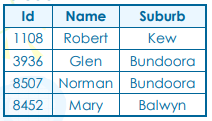 Id Name Suburb
1108 Robert Kew
3936 Glen Bundoora
8507 Norman Bundoora
8452 Mary Balwyn